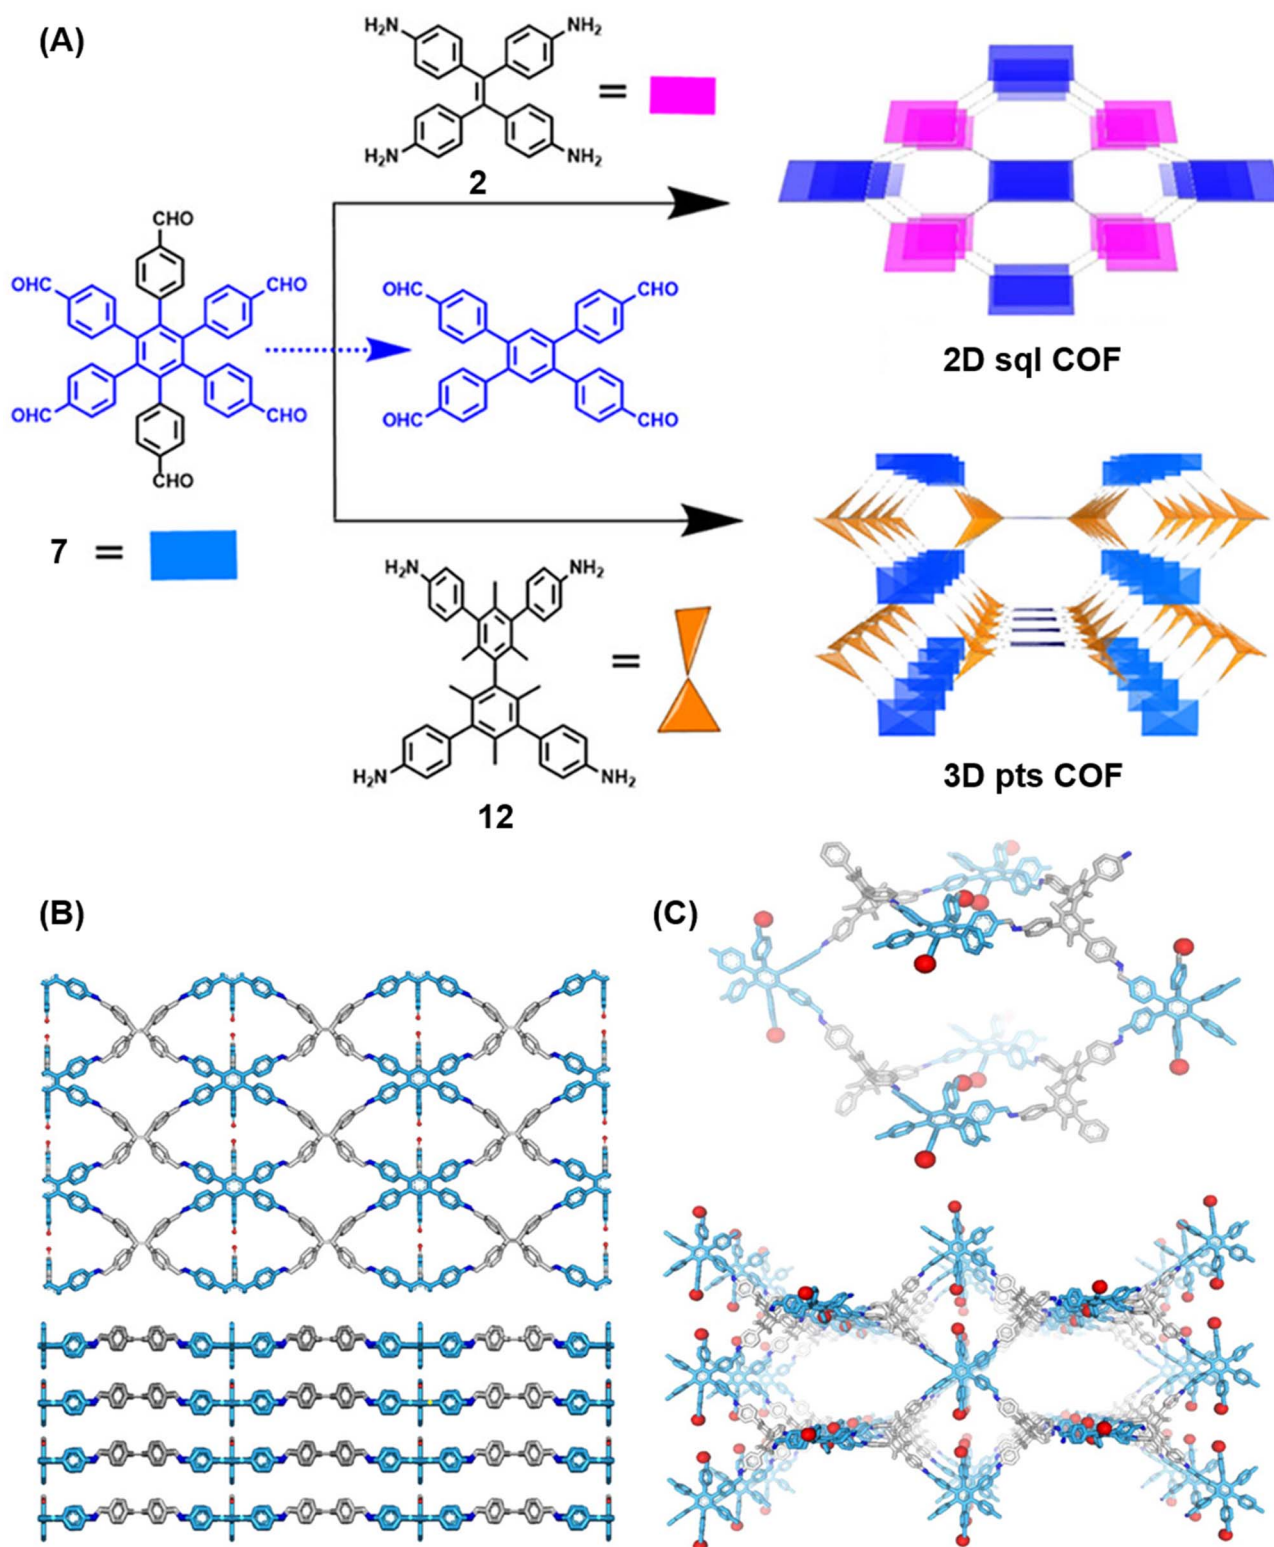 (A)
H₂N
NH₂
H₂N
NH₂
=
2
CHO
OHC
CHO
OHC
CHO
CHO
OHC
CHO
OHC
CHO
7 =
2D sql COF
H₂N
NH₂
H₂N
NH₂
=
12
3D pts COF
(B)
(C)